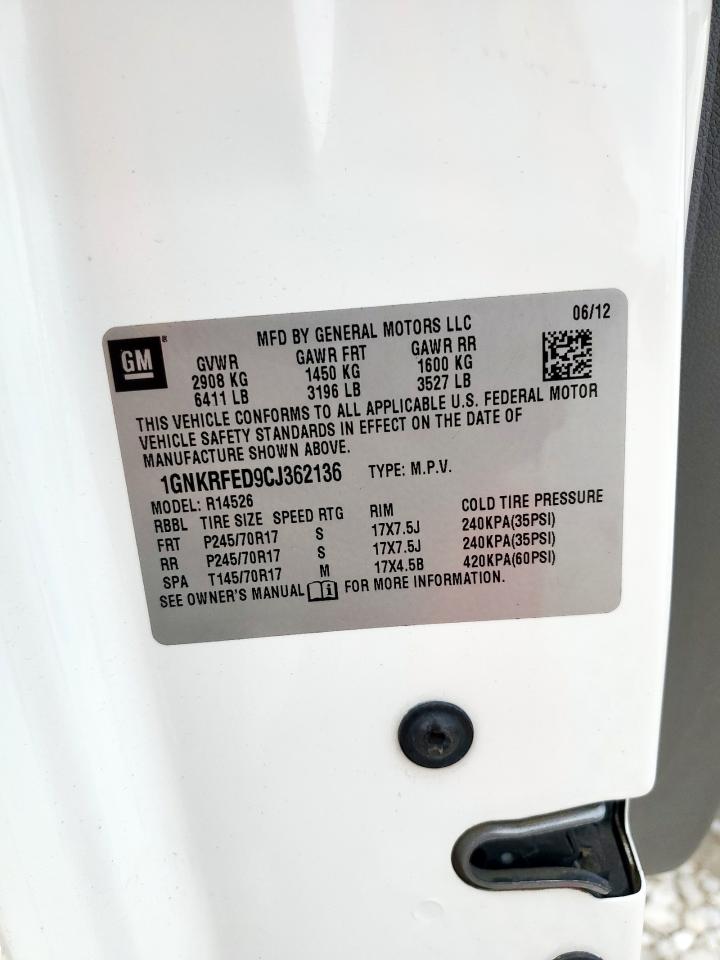 GM ® MFD BY GENERAL MOTORS LLC 06/12
GVWR GAWR FRT GAWR RR
2908 KG 1450 KG 1600 KG
6411 LB 3196 LB 3527 LB
THIS VEHICLE CONFORMS TO ALL APPLICABLE U.S. FEDERAL MOTOR
VEHICLE SAFETY STANDARDS IN EFFECT ON THE DATE OF
MANUFACTURE SHOWN ABOVE.
1GNKRFED9CJ362136 TYPE: M.P.V.
MODEL: R14526
RBBL TIRE SIZE SPEED RTG RIM COLD TIRE PRESSURE
FRT P245/70R17 S 17X7.5J 240KPA(35PSI)
RR P245/70R17 S 17X7.5J 240KPA(35PSI)
SPA T145/70R17 M 17X4.5B 420KPA(60PSI)
SEE OWNER'S MANUAL i FOR MORE INFORMATION.